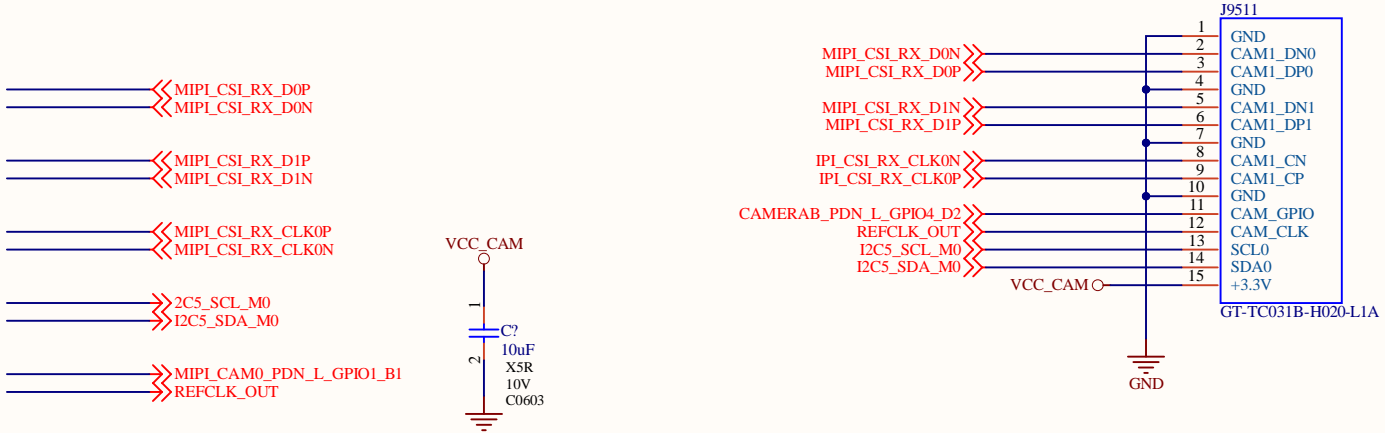 MIPI_CSI_RX_D0P
MIPI_CSI_RX_D0N
MIPI_CSI_RX_D1P
MIPI_CSI_RX_D1N
MIPI_CSI_RX_CLK0P
MIPI_CSI_RX_CLK0N
2C5_SCL_M0
I2C5_SDA_M0
MIPI_CAM0_PDN_L_GPIO1_B1
REFCLK_OUT
VCC_CAM
1
2
C?
10uF
X5R
10V
C0603
J9511
1 GND
MIPI_CSI_RX_D0N 2 CAM1_DN0
MIPI_CSI_RX_D0P 3 CAM1_DP0
4 GND
MIPI_CSI_RX_D1N 5 CAM1_DN1
MIPI_CSI_RX_D1P 6 CAM1_DP1
7 GND
IPI_CSI_RX_CLK0N 8 CAM1_CN
IPI_CSI_RX_CLK0P 9 CAM1_CP
10 GND
CAMERAB_PDN_L_GPIO4_D2 11 CAM_GPIO
REFCLK_OUT 12 CAM_CLK
I2C5_SCL_M0 13 SCL0
I2C5_SDA_M0 14 SDA0
VCC_CAM 15 +3.3V
GT-TC031B-H020-L1A
GND